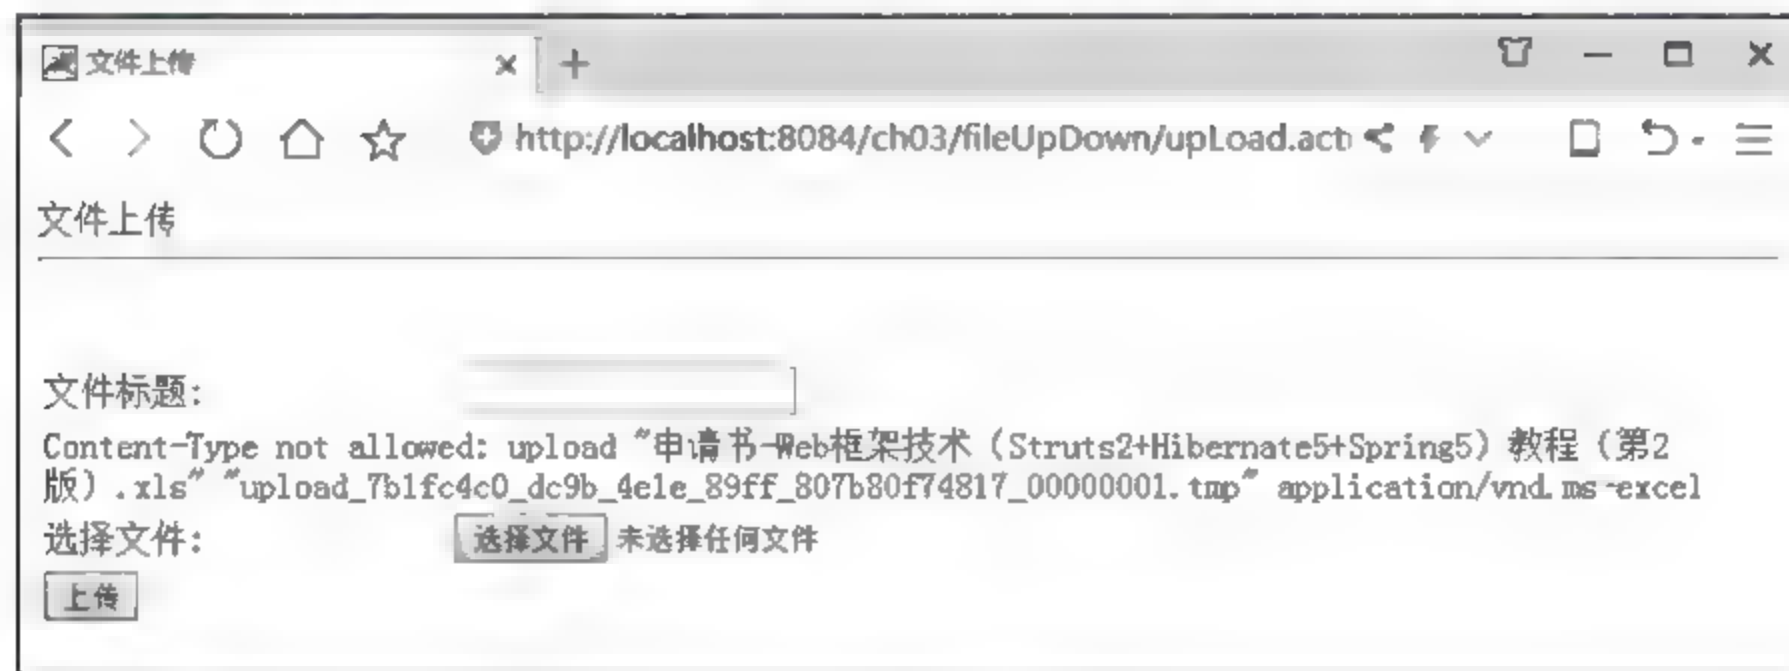 文件上传
http://localhost:8084/ch03/fileUpDown/upLoad.acti
文件上传
文件标题:
Content-Type not allowed: upload "申请书-Web框架技术（Struts2+Hibernate5+Spring5）教程（第2
版）.xls" "upload_7b1fc4c0_dc9b_4e1e_89ff_807b80f74817_00000001.tmp" application/vnd.ms-excel
选择文件: 选择文件 未选择任何文件
上传